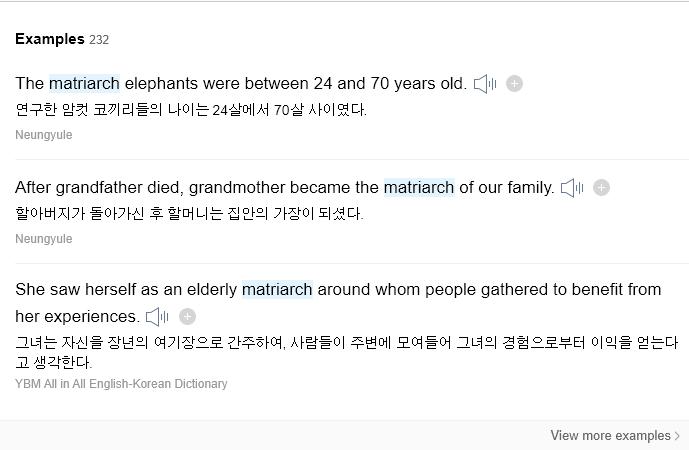 Examples 232
The matriarch elephants were between 24 and 70 years old.
연구한 암컷 코끼리들의 나이는 24살에서 70살 사이였다.
Neungyule
After grandfather died, grandmother became the matriarch of our family.
할아버지가 돌아가신 후 할머니는 집안의 가장이 되셨다.
Neungyule
She saw herself as an elderly matriarch around whom people gathered to benefit from
her experiences.
그녀는 자신을 장년의 여기장으로 간주하여, 사람들이 주변에 모여들어 그녀의 경험으로부터 이익을 얻는다
고 생각한다.
YBM All in All English-Korean Dictionary
View more examples >